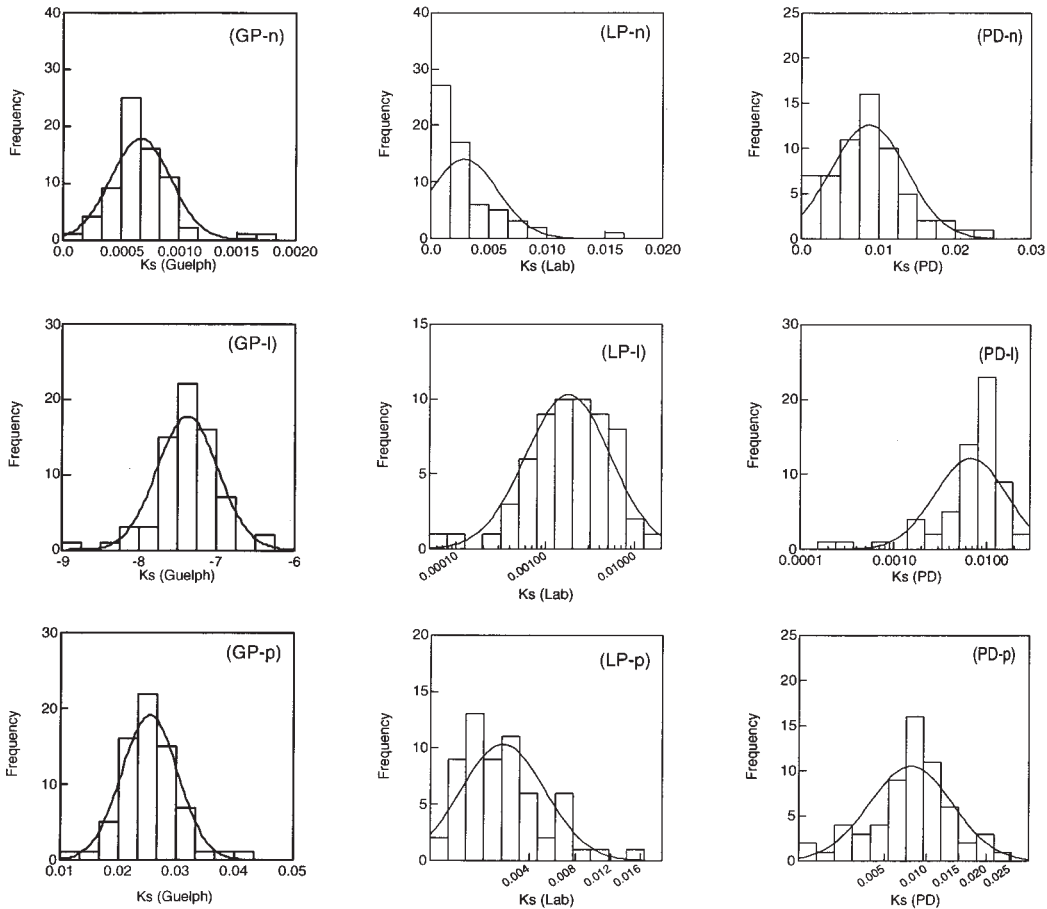 40
30
20
10
0
Frequency
(GP-n)
0.0 0.0005 0.0010 0.0015 0.0020
Ks (Guelph)
40
30
20
10
0
Frequency
(LP-n)
0.0 0.005 0.010 0.015 0.020
Ks (Lab)
25
20
15
10
5
0
Frequency
(PD-n)
0.0 0.01 0.02 0.03
Ks (PD)
30
20
10
0
Frequency
(GP-l)
-9 -8 -7 -6
Ks (Guelph)
15
10
5
0
Frequency
(LP-l)
0.00010 0.00100 0.01000
Ks (Lab)
30
20
10
0
Frequency
(PD-l)
0.0001 0.0010 0.0100
Ks (PD)
30
20
10
0
Frequency
(GP-p)
0.01 0.02 0.03 0.04 0.05
Ks (Guelph)
20
15
10
5
0
Frequency
(LP-p)
0.004 0.008 0.012 0.016
Ks (Lab)
25
20
15
10
5
0
Frequency
(PD-p)
0.005 0.010 0.015 0.020 0.025
Ks (PD)